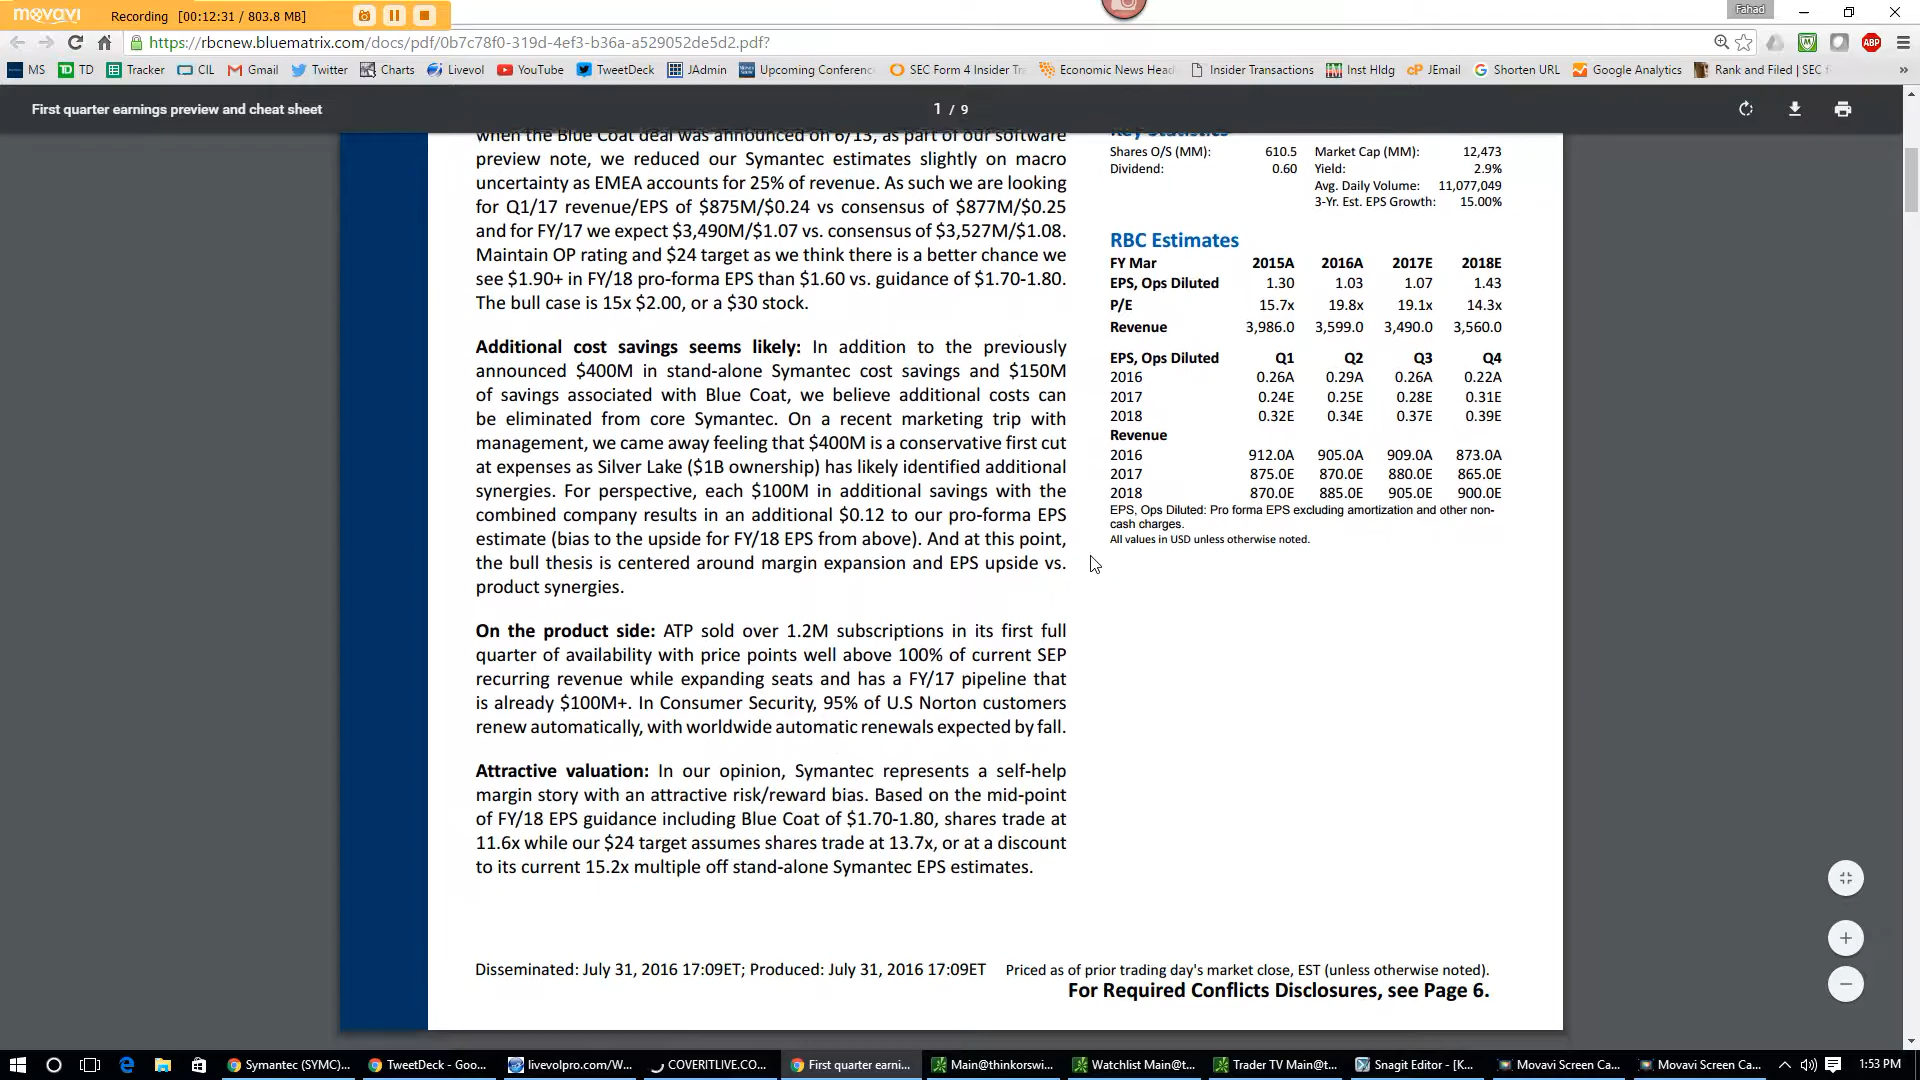 movavi Recording [00:12:31 / 803.8 MB]
Fahad
https://rbcnew.bluematrix.com/docs/pdf/0b7c78f0-319d-4ef3-b36a-a529052de5d2.pdf?
MS TD Tracker CIL Gmail Twitter Charts Livevol YouTube TweetDeck JAdmin Upcoming Conferenc SEC Form 4 Insider Tr Economic News Head Insider Transactions Inst Hldg JEmail Shorten URL Google Analytics Rank and Filed | SEC f »
First quarter earnings preview and cheat sheet 1 / 9
when the Blue Coat deal was announced on 6/13, as part of our software
preview note, we reduced our Symantec estimates slightly on macro
uncertainty as EMEA accounts for 25% of revenue. As such we are looking
for Q1/17 revenue/EPS of $875M/$0.24 vs consensus of $877M/$0.25
and for FY/17 we expect $3,490M/$1.07 vs. consensus of $3,527M/$1.08.
Maintain OP rating and $24 target as we think there is a better chance we
see $1.90+ in FY/18 pro-forma EPS than $1.60 vs. guidance of $1.70-1.80.
The bull case is 15x $2.00, or a $30 stock.
Additional cost savings seems likely: In addition to the previously
announced $400M in stand-alone Symantec cost savings and $150M
of savings associated with Blue Coat, we believe additional costs can
be eliminated from core Symantec. On a recent marketing trip with
management, we came away feeling that $400M is a conservative first cut
at expenses as Silver Lake ($1B ownership) has likely identified additional
synergies. For perspective, each $100M in additional savings with the
combined company results in an additional $0.12 to our pro-forma EPS
estimate (bias to the upside for FY/18 EPS from above). And at this point,
the bull thesis is centered around margin expansion and EPS upside vs.
product synergies.
On the product side: ATP sold over 1.2M subscriptions in its first full
quarter of availability with price points well above 100% of current SEP
recurring revenue while expanding seats and has a FY/17 pipeline that
is already $100M+. In Consumer Security, 95% of U.S Norton customers
renew automatically, with worldwide automatic renewals expected by fall.
Attractive valuation: In our opinion, Symantec represents a self-help
margin story with an attractive risk/reward bias. Based on the mid-point
of FY/18 EPS guidance including Blue Coat of $1.70-1.80, shares trade at
11.6x while our $24 target assumes shares trade at 13.7x, or at a discount
to its current 15.2x multiple off stand-alone Symantec EPS estimates.
Key Statistics
Shares O/S (MM): 610.5 Market Cap (MM): 12,473
Dividend: 0.60 Yield: 2.9%
Avg. Daily Volume: 11,077,049
3-Yr. Est. EPS Growth: 15.00%
RBC Estimates
FY Mar 2015A 2016A 2017E 2018E
EPS, Ops Diluted 1.30 1.03 1.07 1.43
P/E 15.7x 19.8x 19.1x 14.3x
Revenue 3,986.0 3,599.0 3,490.0 3,560.0
EPS, Ops Diluted Q1 Q2 Q3 Q4
2016 0.26A 0.29A 0.26A 0.22A
2017 0.24E 0.25E 0.28E 0.31E
2018 0.32E 0.34E 0.37E 0.39E
Revenue
2016 912.0A 905.0A 909.0A 873.0A
2017 875.0E 870.0E 880.0E 865.0E
2018 870.0E 885.0E 905.0E 900.0E
EPS, Ops Diluted: Pro forma EPS excluding amortization and other non-
cash charges.
All values in USD unless otherwise noted.
Disseminated: July 31, 2016 17:09ET; Produced: July 31, 2016 17:09ET Priced as of prior trading day's market close, EST (unless otherwise noted).
For Required Conflicts Disclosures, see Page 6.
Symantec (SYMC)... TweetDeck - Goo... livevolpro.com/W... COVERITLIVE.CO... First quarter earni... Main@thinkorswi... Watchlist Main@t... Trader TV Main@t... Snagit Editor - [K... Movavi Screen Ca... Movavi Screen Ca... 1:53 PM